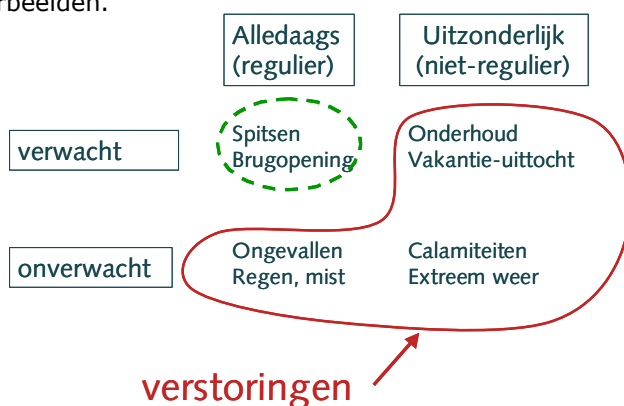 Alledaags
(regulier)
Uitzonderlijk
(niet-regulier)
verwacht
Spitsen
Brugopening
Onderhoud
Vakantie-uittocht
onverwacht
Ongevallen
Regen, mist
Calamiteiten
Extreem weer
verstoringen